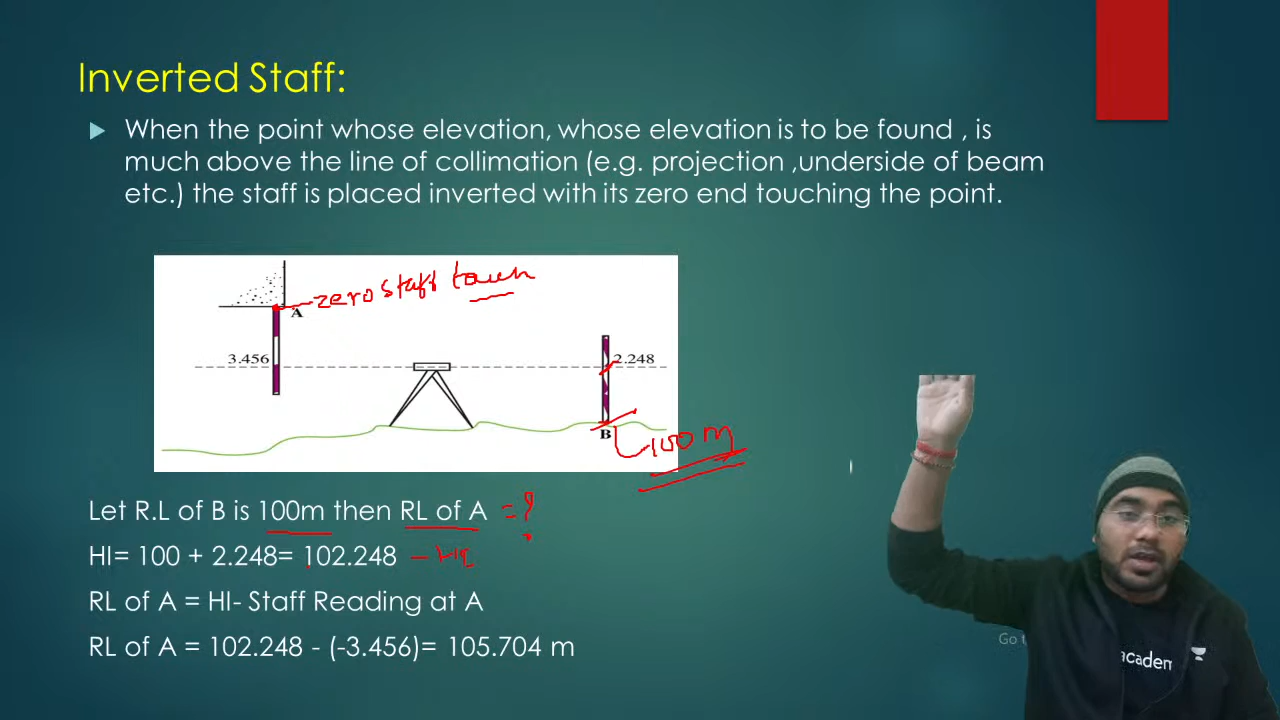 Inverted Staff:
When the point whose elevation, whose elevation is to be found , is
much above the line of collimation (e.g. projection ,underside of beam
etc.) the staff is placed inverted with its zero end touching the point.
zero staff touch
A
3.456
2.248
B
100 m
Let R.L of B is 100m then RL of A = ?
HI= 100 + 2.248= 102.248
RL of A = HI- Staff Reading at A
RL of A = 102.248 - (-3.456)= 105.704 m
Go
academ